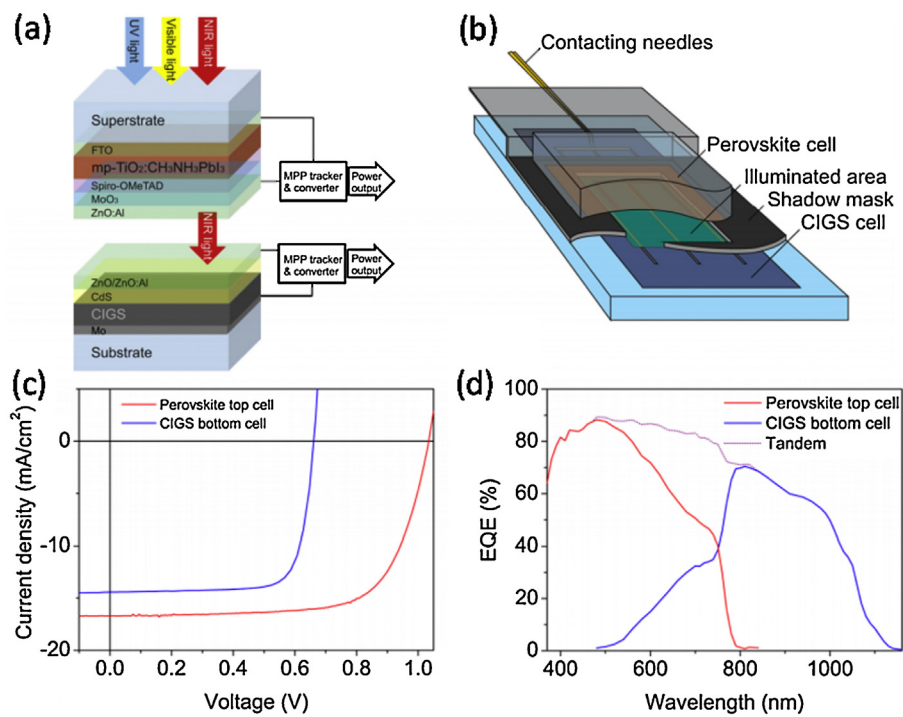 (a)
UV light
Visible light
NIR light
Superstrate
FTO
mp-TiO₂:CH₃NH₃PbI₃
Spiro-OMeTAD
MoO₃
ZnO:Al
MPP tracker
& converter
Power
output
NIR light
ZnO/ZnO:Al
CdS
CIGS
Mo
Substrate
MPP tracker
& converter
Power
output
(b)
Contacting needles
Perovskite cell
Illuminated area
Shadow mask
CIGS cell
(c)
Perovskite top cell
CIGS bottom cell
Current density (mA/cm²)
0
-10
-20
0.0 0.2 0.4 0.6 0.8 1.0
Voltage (V)
(d)
Perovskite top cell
CIGS bottom cell
Tandem
EQE (%)
100
80
60
40
20
0
400 600 800 1000
Wavelength (nm)